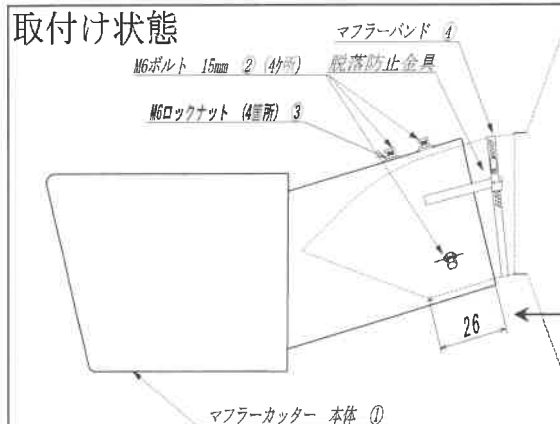 取付け状態
マフラーバンド ④
M6ボルト 15mm ② (4ケ所)
脱落防止金具
M6ロックナット (4箇所) ③
26
マフラーカッター 本体 ①